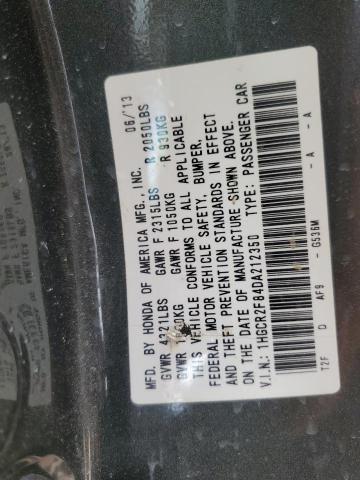 MFD. BY HONDA OF AMERICA MFG., INC. 06/13
GVWR 4321LBS GAWR F 2315LBS R 2050LBS
GVWR GAWR F 1050KG R 930KG
THIS VEHICLE CONFORMS TO ALL APPLICABLE
FEDERAL MOTOR VEHICLE SAFETY, BUMPER,
AND THEFT PREVENTION STANDARDS IN EFFECT
ON THE DATE OF MANUFACTURE SHOWN ABOVE.
V.I.N.: 1HGCR2F84DA212350 TYPE: PASSENGER CAR
T2F D AF9 - G536M - A - A